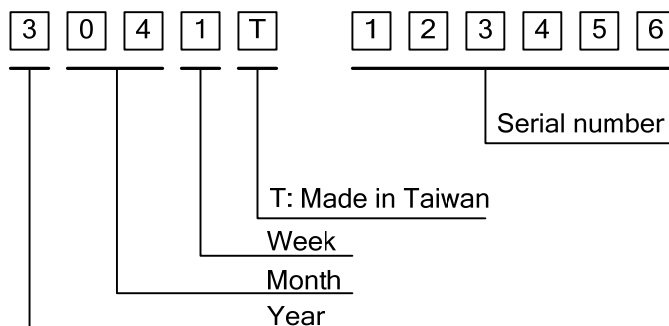 3 0 4 1 T 1 2 3 4 5 6
Serial number
T: Made in Taiwan
Week
Month
Year